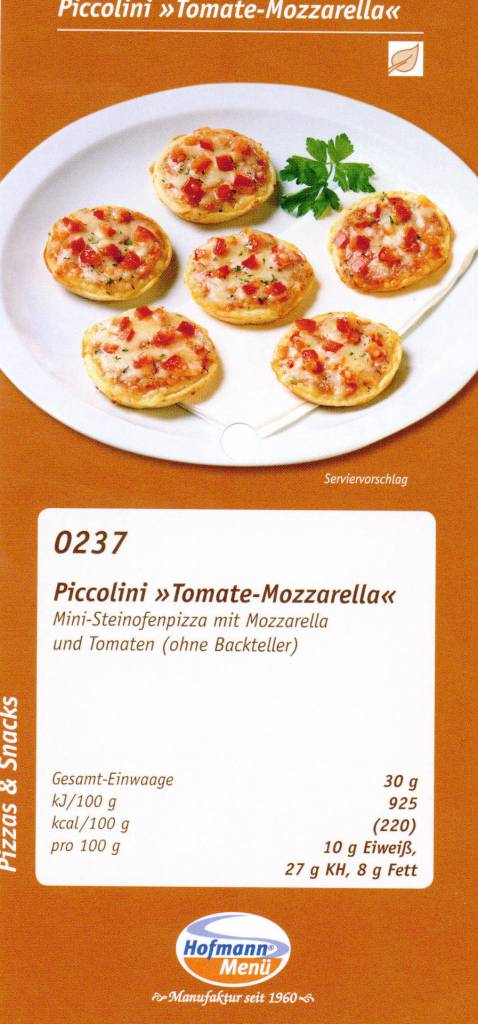 Piccolini »Tomate-Mozzarella«
Serviervorschlag
0237
Piccolini »Tomate-Mozzarella«
Mini-Steinofenpizza mit Mozzarella
und Tomaten (ohne Backteller)
Gesamt-Einwaage 30 g
kJ/100 g 925
kcal/100 g (220)
pro 100 g 10 g Eiweiß,
27 g KH, 8 g Fett
Pizzas & Snacks
Hofmann®
Menü
Manufaktur seit 1960